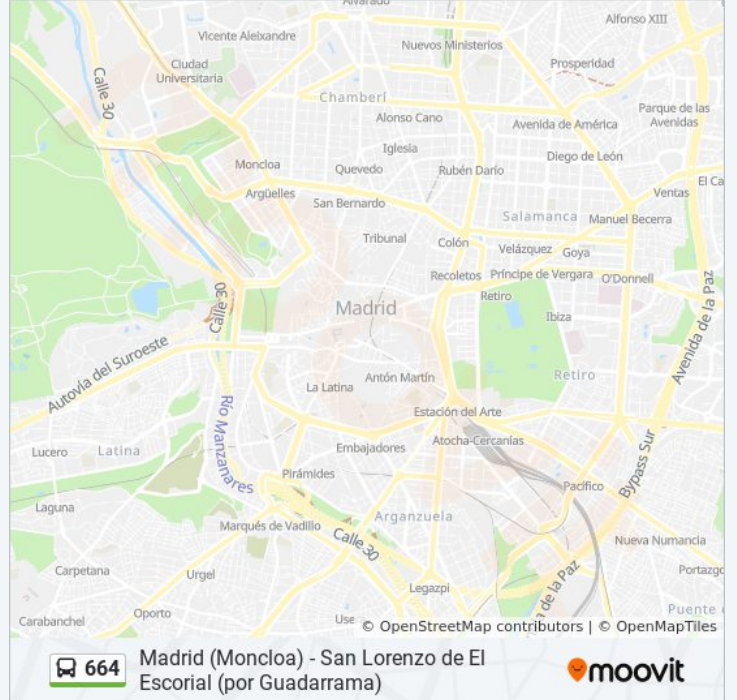 Alvarado
Alfonso XIII
Vicente Aleixandre
Nuevos Ministerios
Ciudad
Universitaria
Prosperidad
Calle 30
Chamberí
Parque de las
Avenidas
Alonso Cano
Avenida de América
Iglesia
Diego de León
Moncloa
Quevedo
Rubén Darío
El Ca
Argüelles
Ventas
San Bernardo
Salamanca
Manuel Becerra
Tribunal
Colón
Velázquez
Goya
Recoletos
Príncipe de Vergara
O'Donnell
Calle 30
Retiro
Madrid
Ibiza
Avenida de la Paz
Autovía del Suroeste
Retiro
Antón Martín
La Latina
Estación del Arte
Río Manzanares
Atocha-Cercanías
Embajadores
Lucero
Latina
Bypass Sur
Pirámides
Pacífico
Laguna
Arganzuela
Marqués de Vadillo
Calle 30
Nueva Numancia
Carpetana
Urgel
Portazgo
Legazpi
a de la Paz
Oporto
Puente
Carabanchel
Use
© OpenStreetMap contributors | © OpenMapTiles
664
Madrid (Moncloa) - San Lorenzo de El
Escorial (por Guadarrama)
moovit